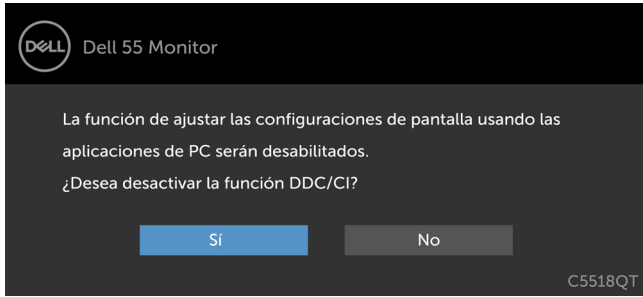 DELL Dell 55 Monitor
La función de ajustar las configuraciones de pantalla usando las
aplicaciones de PC serán desabilitados.
¿Desea desactivar la función DDC/CI?
Sí No
C5518QT